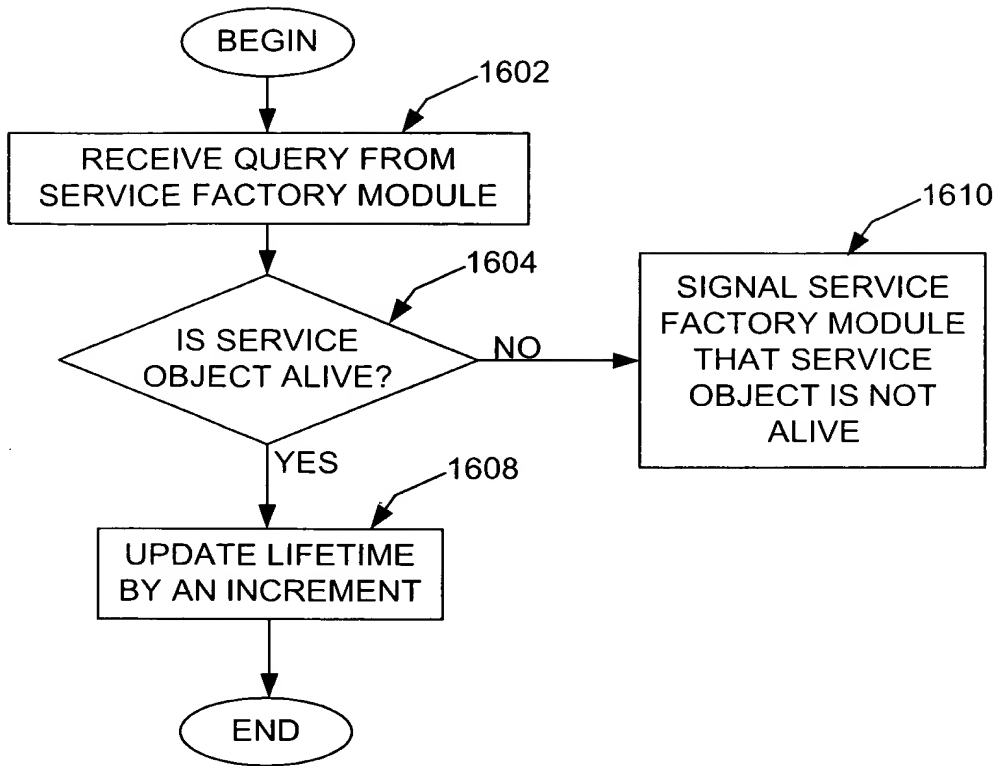 BEGIN
1602
RECEIVE QUERY FROM
SERVICE FACTORY MODULE
1604
IS SERVICE
OBJECT ALIVE?
NO
1610
SIGNAL SERVICE
FACTORY MODULE
THAT SERVICE
OBJECT IS NOT
ALIVE
YES
1608
UPDATE LIFETIME
BY AN INCREMENT
END